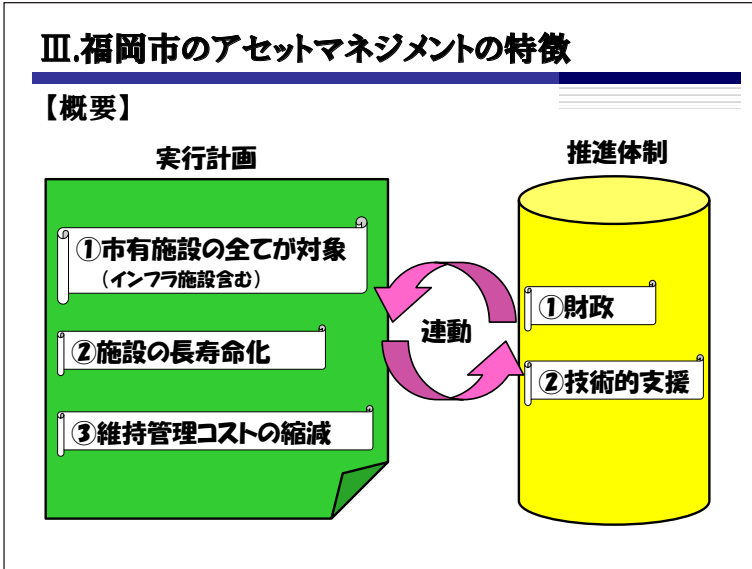 Ⅲ.福岡市のアセットマネジメントの特徴
【概要】
実行計画
①市有施設の全てが対象
（インフラ施設含む）
②施設の長寿命化
③維持管理コストの縮減
連動
推進体制
①財政
②技術的支援